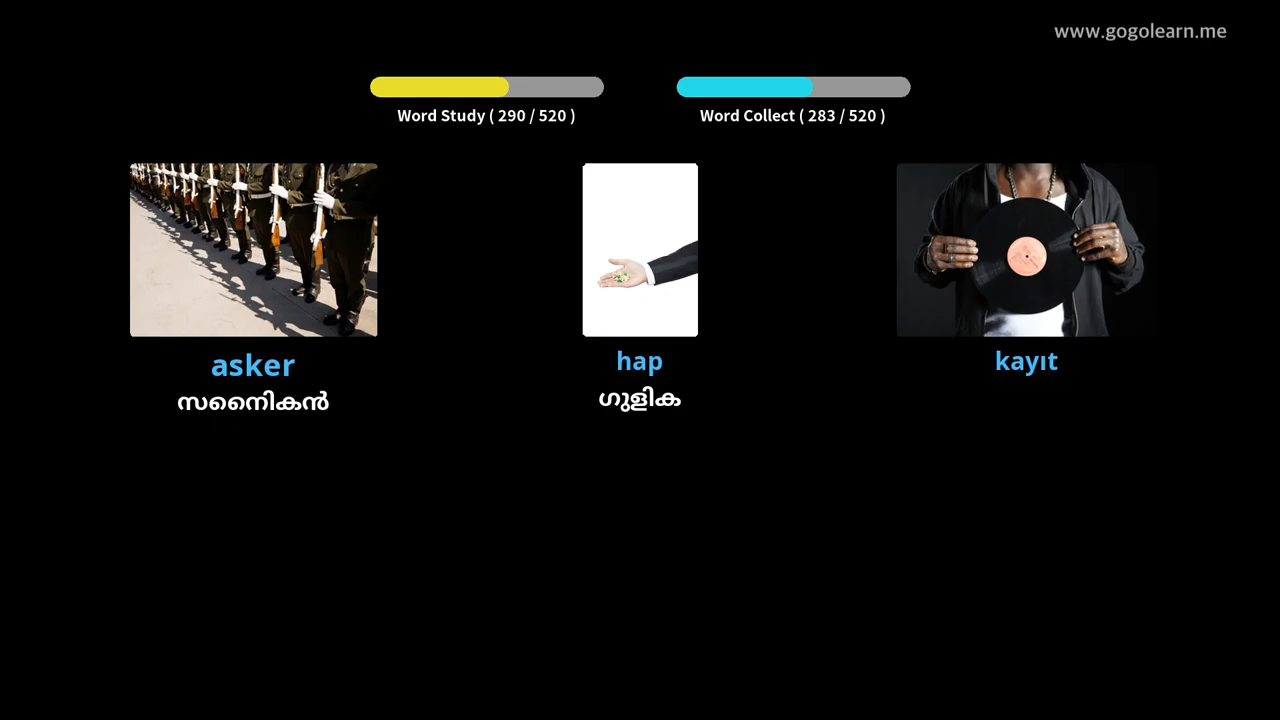 www.gogolearn.me
Word Study ( 290 / 520 )
Word Collect ( 283 / 520 )
asker
സൈനികൻ
hap
ഗുളിക
kayıt